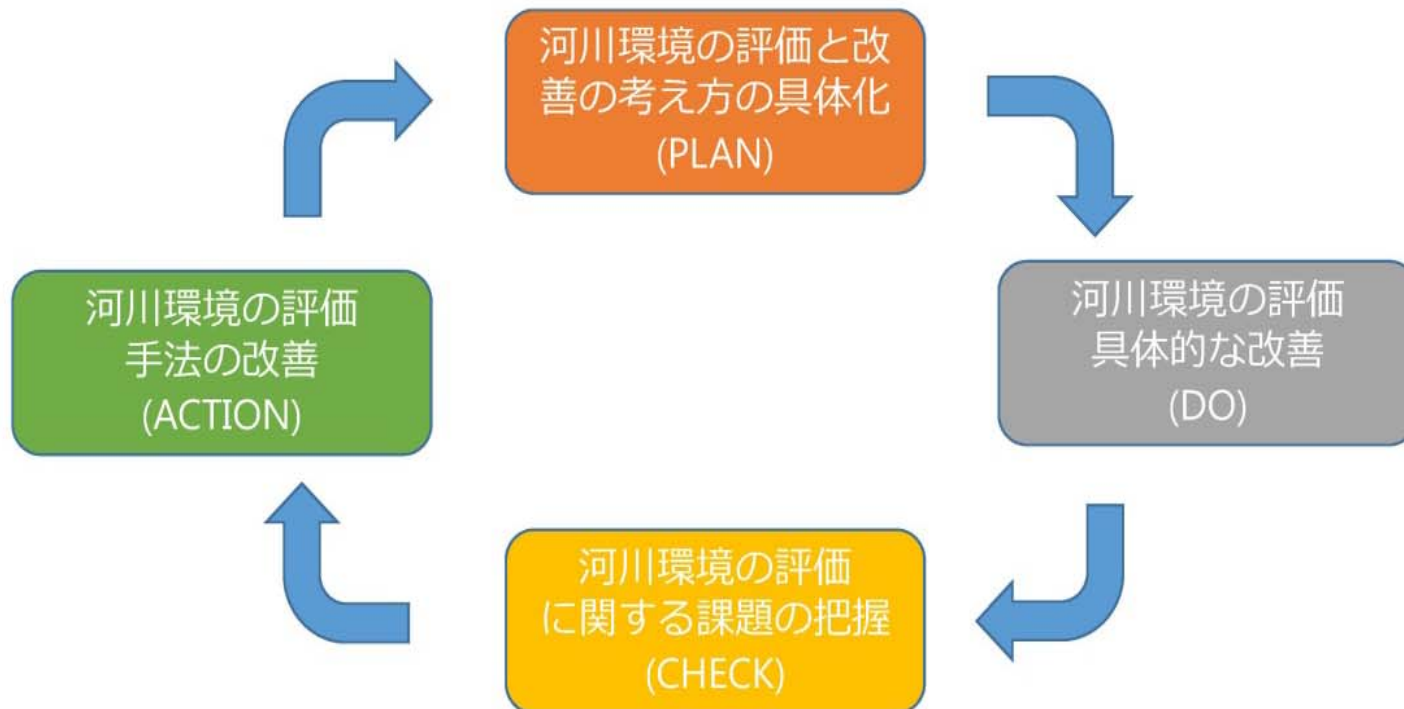 河川環境の評価と改
善の考え方の具体化
(PLAN)
河川環境の評価
具体的な改善
(DO)
河川環境の評価
に関する課題の把握
(CHECK)
河川環境の評価
手法の改善
(ACTION)